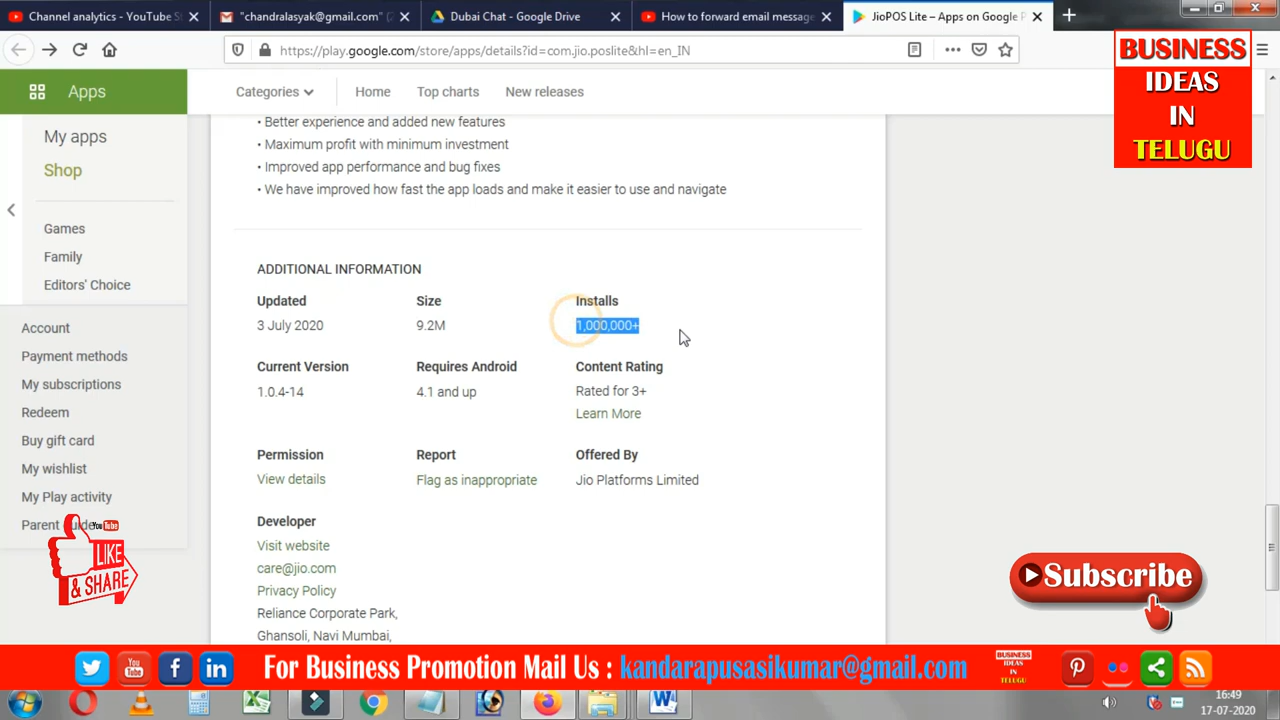 Channel analytics - YouTube S
"chandralasyak@gmail.com" (
Dubai Chat - Google Drive
How to forward email messag
JioPOS Lite – Apps on Google P
https://play.google.com/store/apps/details?id=com.jio.poslite&hl=en_IN
BUSINESS
IDEAS
IN
TELUGU
Apps
Categories
Home
Top charts
New releases
My apps
Shop
Games
Family
Editors' Choice
Account
Payment methods
My subscriptions
Redeem
Buy gift card
My wishlist
My Play activity
Parent Guide
• Better experience and added new features
• Maximum profit with minimum investment
• Improved app performance and bug fixes
• We have improved how fast the app loads and make it easier to use and navigate
ADDITIONAL INFORMATION
Updated
3 July 2020
Size
9.2M
Installs
1,000,000+
Current Version
1.0.4-14
Requires Android
4.1 and up
Content Rating
Rated for 3+
Learn More
Permission
View details
Report
Flag as inappropriate
Offered By
Jio Platforms Limited
Developer
Visit website
care@jio.com
Privacy Policy
Reliance Corporate Park,
Ghansoli, Navi Mumbai,
YouTube
LIKE
& SHARE
Subscribe
You
Tube
For Business Promotion Mail Us : kandarapusasikumar@gmail.com
BUSINESS
IDEAS
IN
TELUGU
16:49
17-07-2020